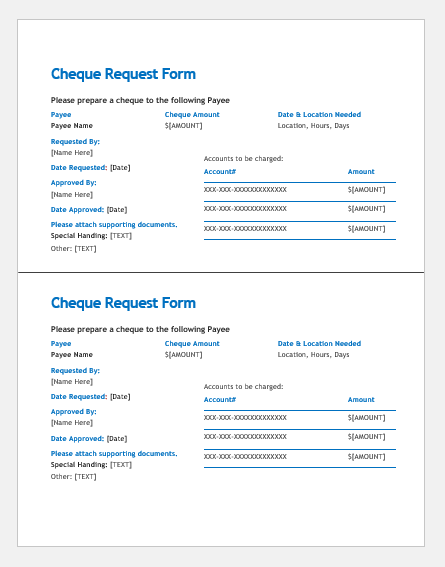 Cheque Request Form
Please prepare a cheque to the following Payee
Payee Cheque Amount Date & Location Needed
Payee Name $[AMOUNT] Location, Hours, Days
Requested By:
[Name Here]
Date Requested: [Date]
Approved By:
[Name Here]
Date Approved: [Date]
Please attach supporting documents.
Special Handing: [TEXT]
Other: [TEXT]
Accounts to be charged:
Account# Amount
XXX-XXX-XXXXXXXXXXXXX $[AMOUNT]
XXX-XXX-XXXXXXXXXXXXX $[AMOUNT]
XXX-XXX-XXXXXXXXXXXXX $[AMOUNT]
Cheque Request Form
Please prepare a cheque to the following Payee
Payee Cheque Amount Date & Location Needed
Payee Name $[AMOUNT] Location, Hours, Days
Requested By:
[Name Here]
Date Requested: [Date]
Approved By:
[Name Here]
Date Approved: [Date]
Please attach supporting documents.
Special Handing: [TEXT]
Other: [TEXT]
Accounts to be charged:
Account# Amount
XXX-XXX-XXXXXXXXXXXXX $[AMOUNT]
XXX-XXX-XXXXXXXXXXXXX $[AMOUNT]
XXX-XXX-XXXXXXXXXXXXX $[AMOUNT]